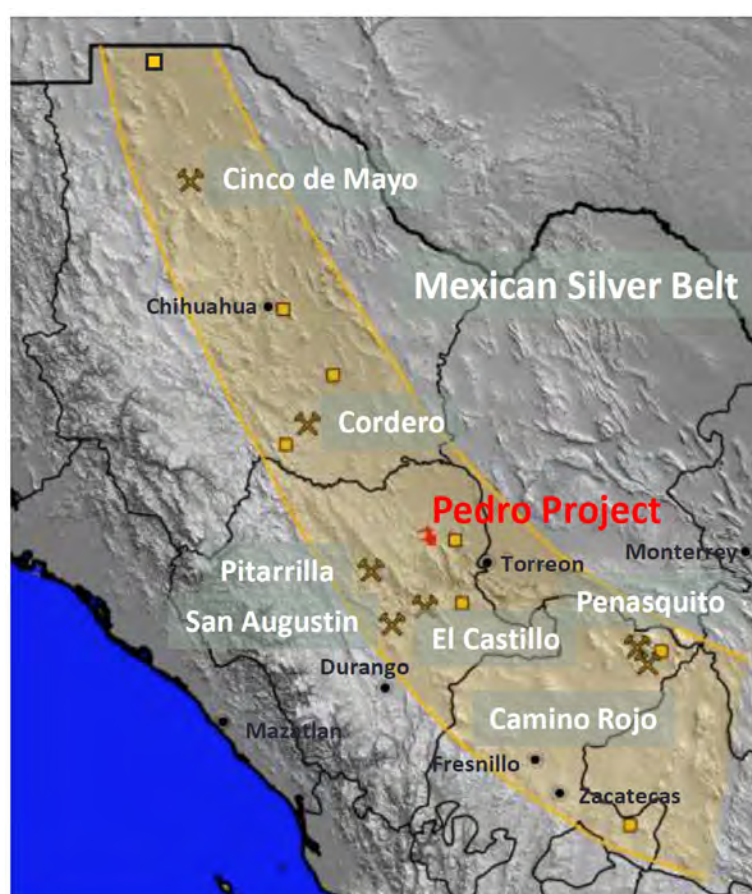 Cinco de Mayo
Mexican Silver Belt
Chihuahua
Cordero
Pedro Project
Monterrey
Torreon
Pitarrilla
Penasquito
San Augustin
El Castillo
Durango
Camino Rojo
Mazatlan
Fresnillo
Zacatecas